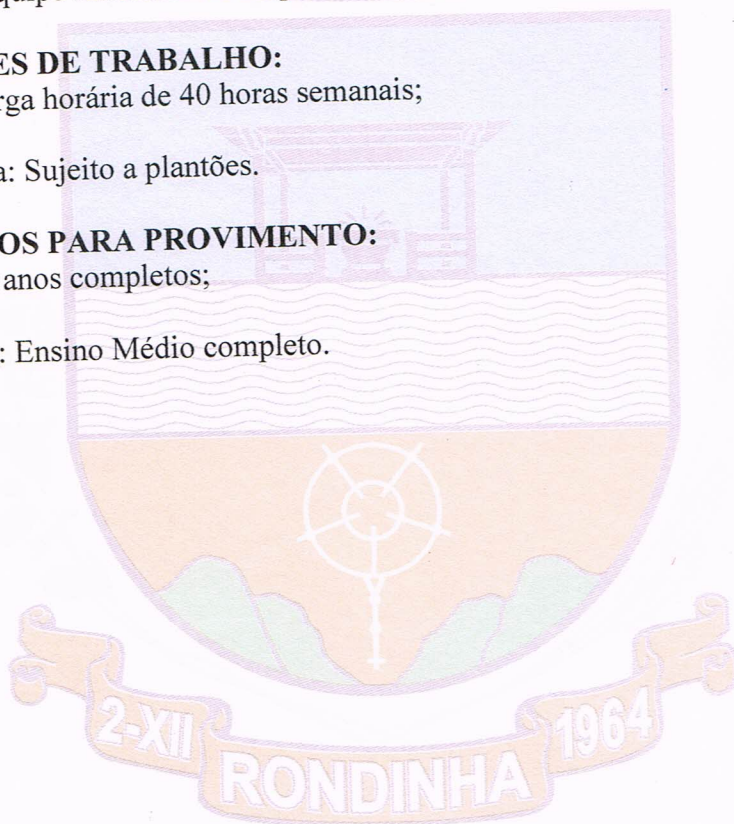 ES DE TRABALHO:
rga horária de 40 horas semanais;
a: Sujeito a plantões.
OS PARA PROVIMENTO:
anos completos;
: Ensino Médio completo.
2-XII
RONDINHA
1964